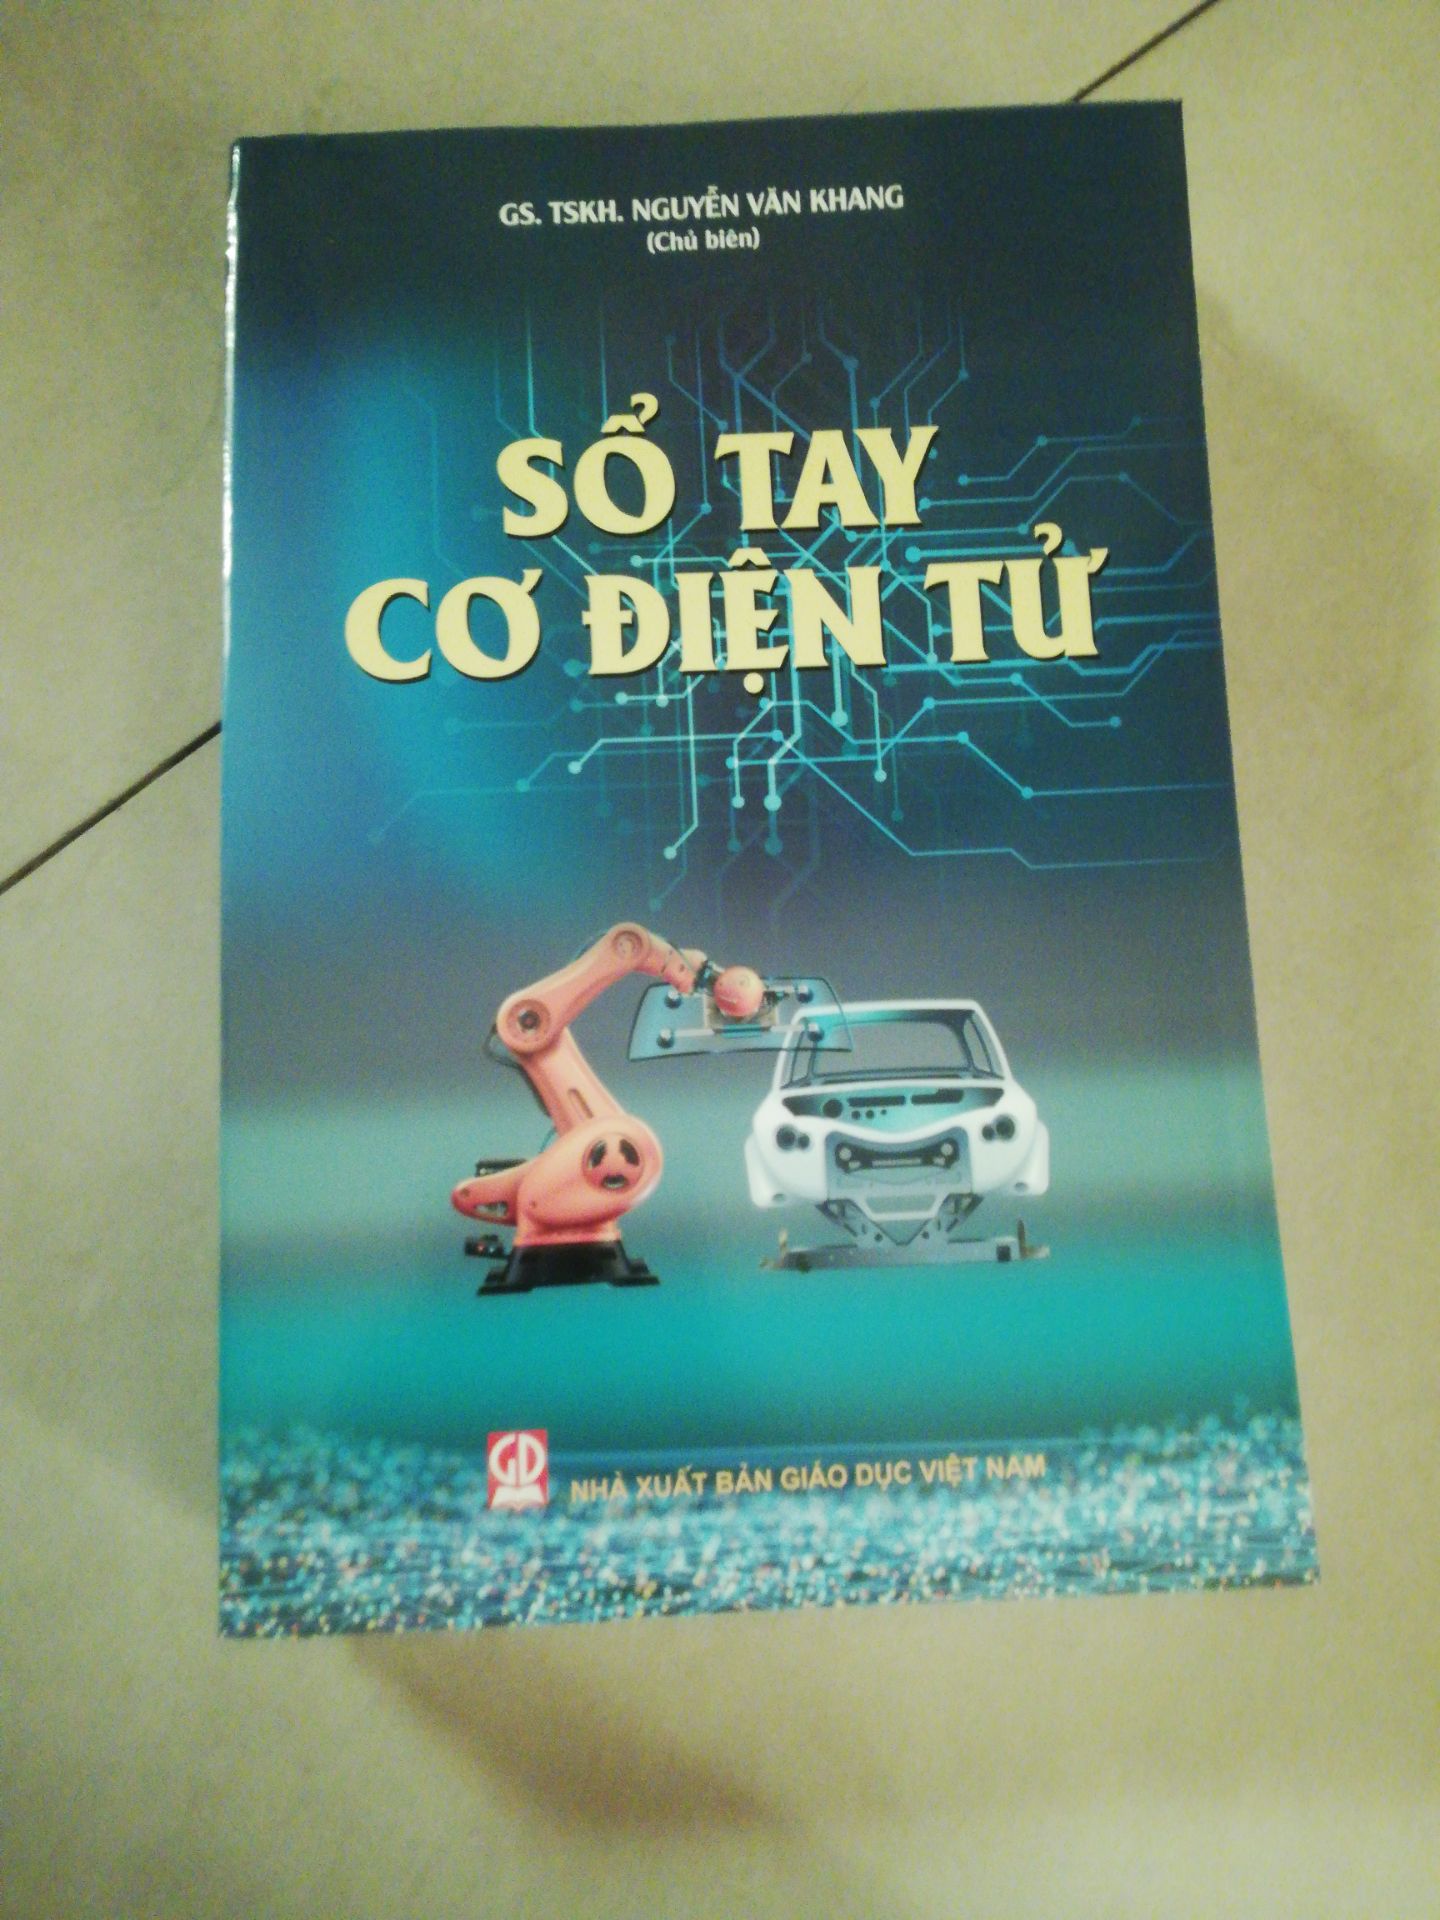 GS. TSKH. NGUYỄN VĂN KHANG
(Chủ biên)
SỔ TAY
CƠ ĐIỆN TỬ
GD
NHÀ XUẤT BẢN GIÁO DỤC VIỆT NAM